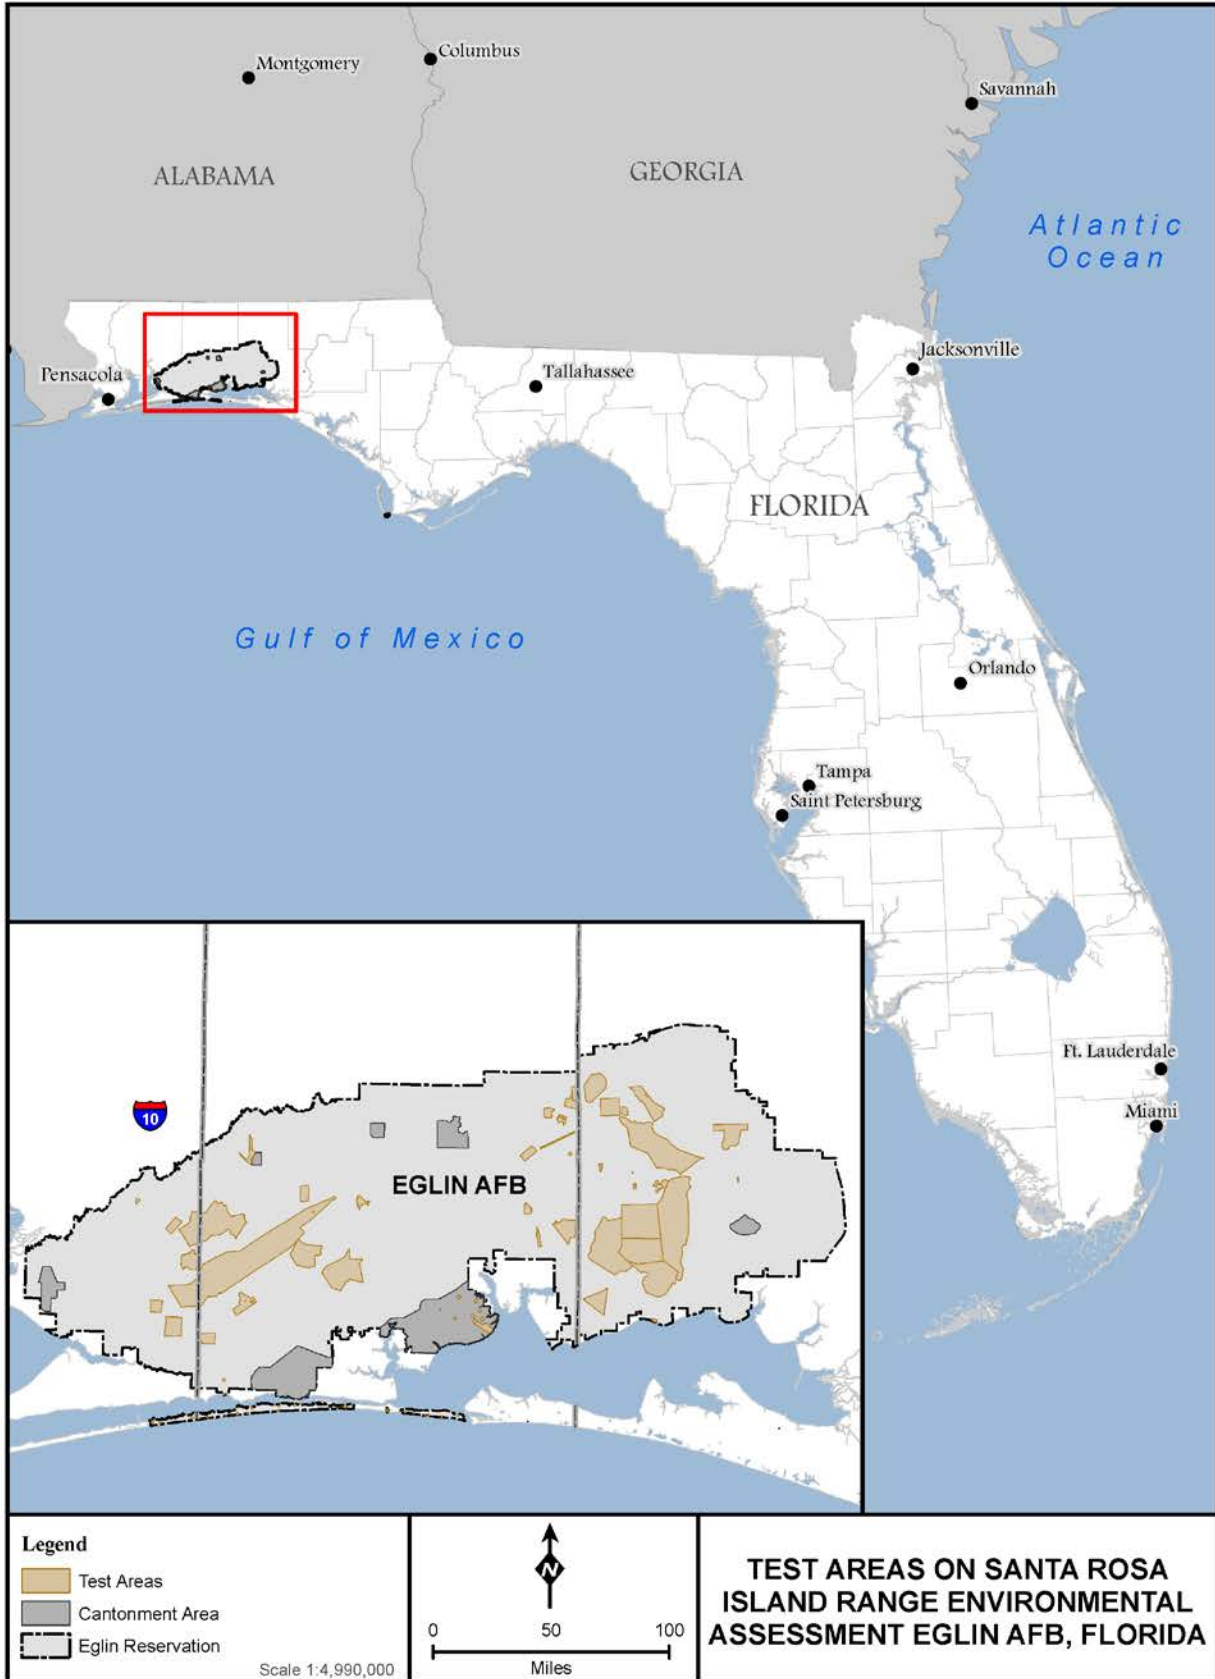 Montgomery
Columbus
Savannah
ALABAMA
GEORGIA
Atlantic
Ocean
Pensacola
Tallahassee
Jacksonville
FLORIDA
Gulf of Mexico
Orlando
Tampa
Saint Petersburg
Ft. Lauderdale
Miami
10
EGLIN AFB
Legend
Test Areas
Cantonment Area
Eglin Reservation
Scale 1:4,990,000
N
0 50 100
Miles
TEST AREAS ON SANTA ROSA
ISLAND RANGE ENVIRONMENTAL
ASSESSMENT EGLIN AFB, FLORIDA